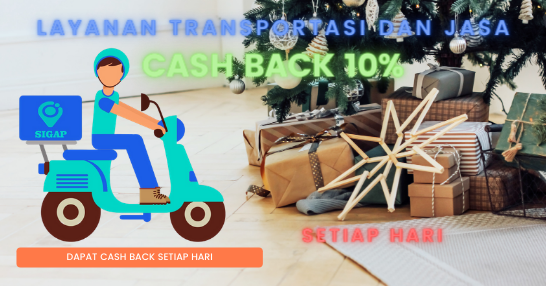 LAYANAN TRANSPORTASI DAN JASA
CASH BACK 10%
SIGAP
SETIAP HARI
DAPAT CASH BACK SETIAP HARI